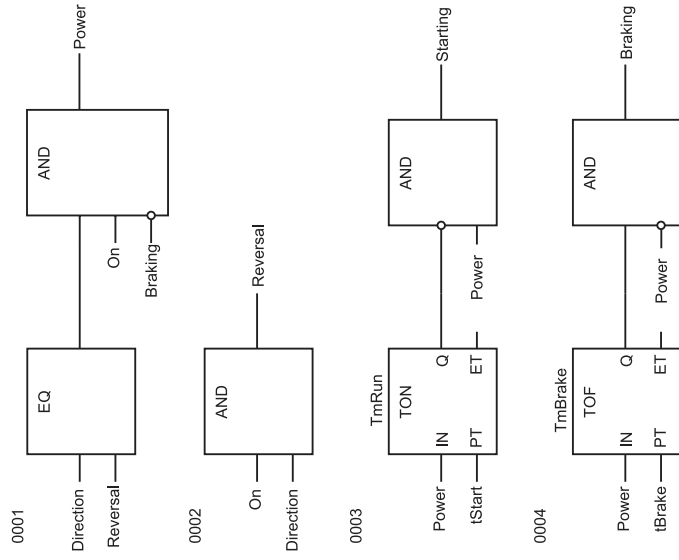 0001
EQ
AND
Direction
Reversal
On
Braking
Power
0002
AND
On
Direction
Reversal
0003
TmRun
TON
IN
Q
PT
ET
Power
tStart
Power
AND
Starting
0004
TmBrake
TOF
IN
Q
PT
ET
Power
tBrake
Power
AND
Braking